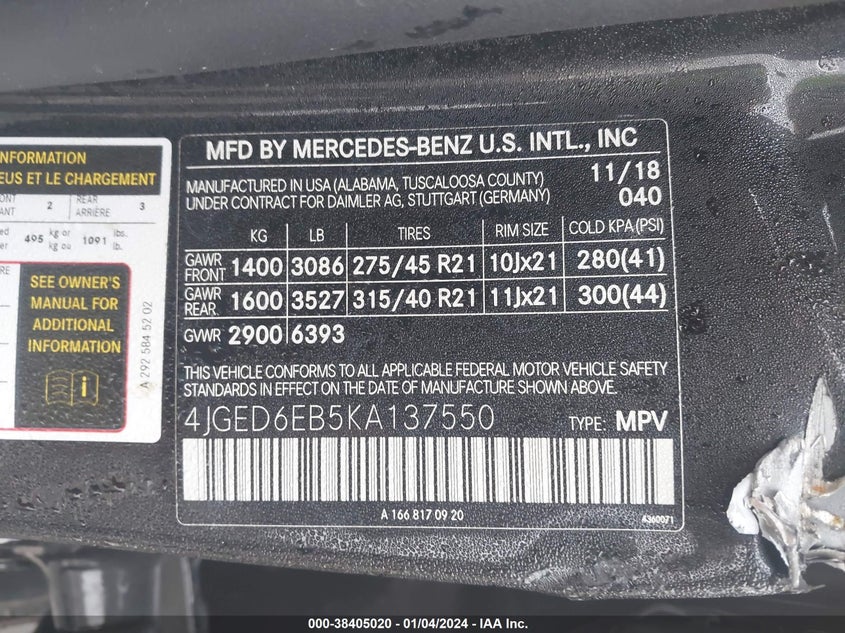 INFORMATION
EUS ET LE CHARGEMENT
2 REAR ARRIÈRE 3
495 kg or kg ou 1091 lbs. lb.
SEE OWNER'S
MANUAL FOR
ADDITIONAL
INFORMATION
A 292 584 52 02
MFD BY MERCEDES-BENZ U.S. INTL., INC
MANUFACTURED IN USA (ALABAMA, TUSCALOOSA COUNTY) 11/18
UNDER CONTRACT FOR DAIMLER AG, STUTTGART (GERMANY) 040
KG LB TIRES RIM SIZE COLD KPA (PSI)
GAWR FRONT 1400 3086 275/45 R21 10Jx21 280(41)
GAWR REAR 1600 3527 315/40 R21 11Jx21 300(44)
GVWR 2900 6393
THIS VEHICLE CONFORMS TO ALL APPLICABLE FEDERAL MOTOR VEHICLE SAFETY
STANDARDS IN EFFECT ON THE DATE OF MANUFACTURE SHOWN ABOVE.
4JGED6EB5KA137550 TYPE: MPV
A 166 817 09 20
4360071
000-38405020 - 01/04/2024 - IAA Inc.